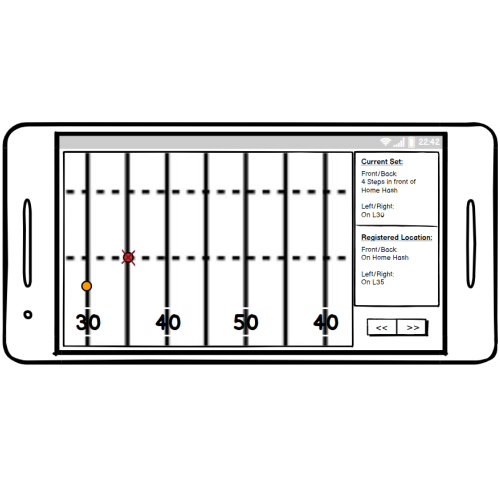 22:42
Current Set:
Front/Back:
4 Steps in front of
Home Hash
Left/Right:
On L30
Registered Location:
Front/Back:
On Home Hash
Left/Right:
On L35
30 40 50 40
<< >>